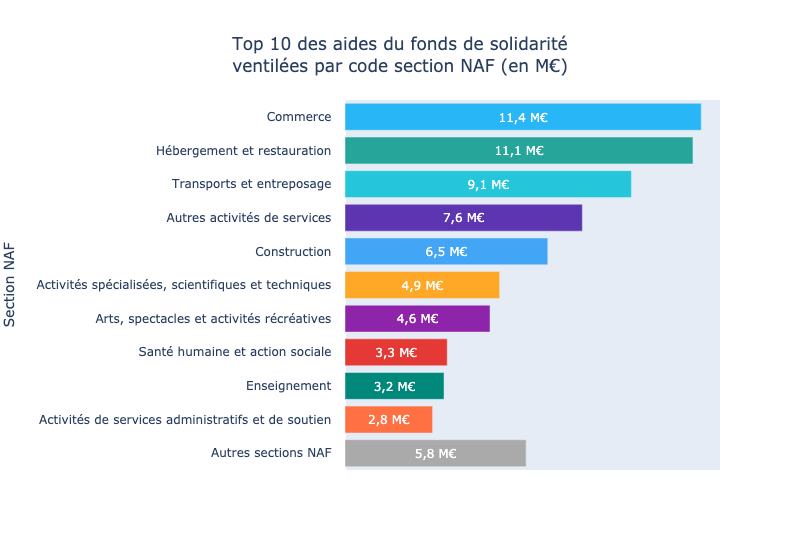 Top 10 des aides du fonds de solidarité
ventilées par code section NAF (en M€)
Section NAF
Commerce 11,4 M€
Hébergement et restauration 11,1 M€
Transports et entreposage 9,1 M€
Autres activités de services 7,6 M€
Construction 6,5 M€
Activités spécialisées, scientifiques et techniques 4,9 M€
Arts, spectacles et activités récréatives 4,6 M€
Santé humaine et action sociale 3,3 M€
Enseignement 3,2 M€
Activités de services administratifs et de soutien 2,8 M€
Autres sections NAF 5,8 M€